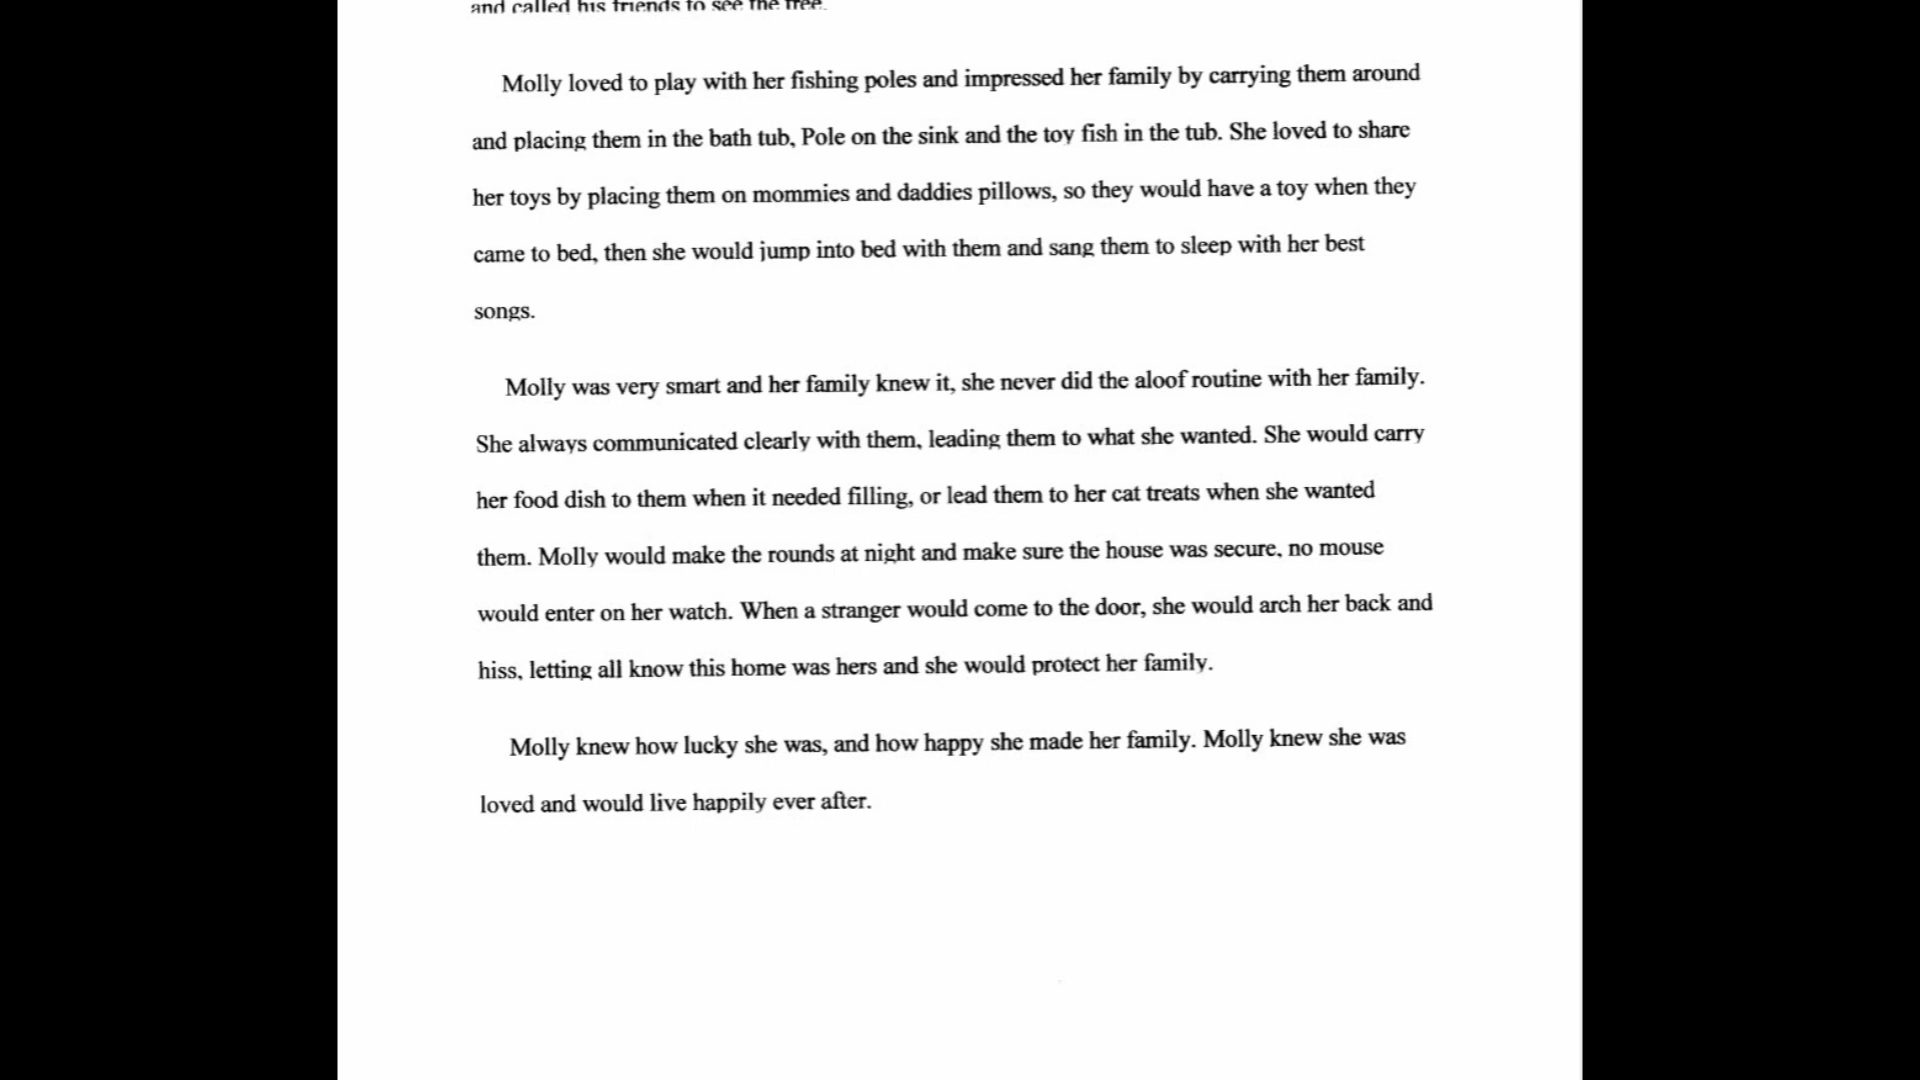 and called his friends to see the tree.
Molly loved to play with her fishing poles and impressed her family by carrying them around
and placing them in the bath tub, Pole on the sink and the toy fish in the tub. She loved to share
her toys by placing them on mommies and daddies pillows, so they would have a toy when they
came to bed, then she would jump into bed with them and sang them to sleep with her best
songs.
Molly was very smart and her family knew it, she never did the aloof routine with her family.
She always communicated clearly with them, leading them to what she wanted. She would carry
her food dish to them when it needed filling, or lead them to her cat treats when she wanted
them. Molly would make the rounds at night and make sure the house was secure, no mouse
would enter on her watch. When a stranger would come to the door, she would arch her back and
hiss, letting all know this home was hers and she would protect her family.
Molly knew how lucky she was, and how happy she made her family. Molly knew she was
loved and would live happily ever after.